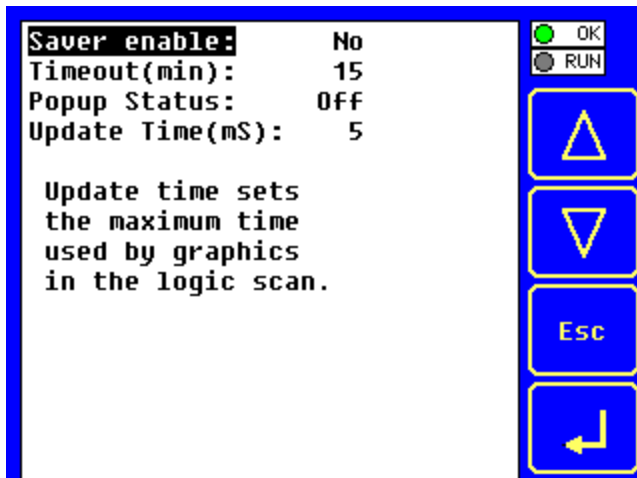 Saver enable: No
Timeout(min): 15
Popup Status: Off
Update Time(mS): 5
Update time sets
the maximum time
used by graphics
in the logic scan.
OK
RUN
Esc